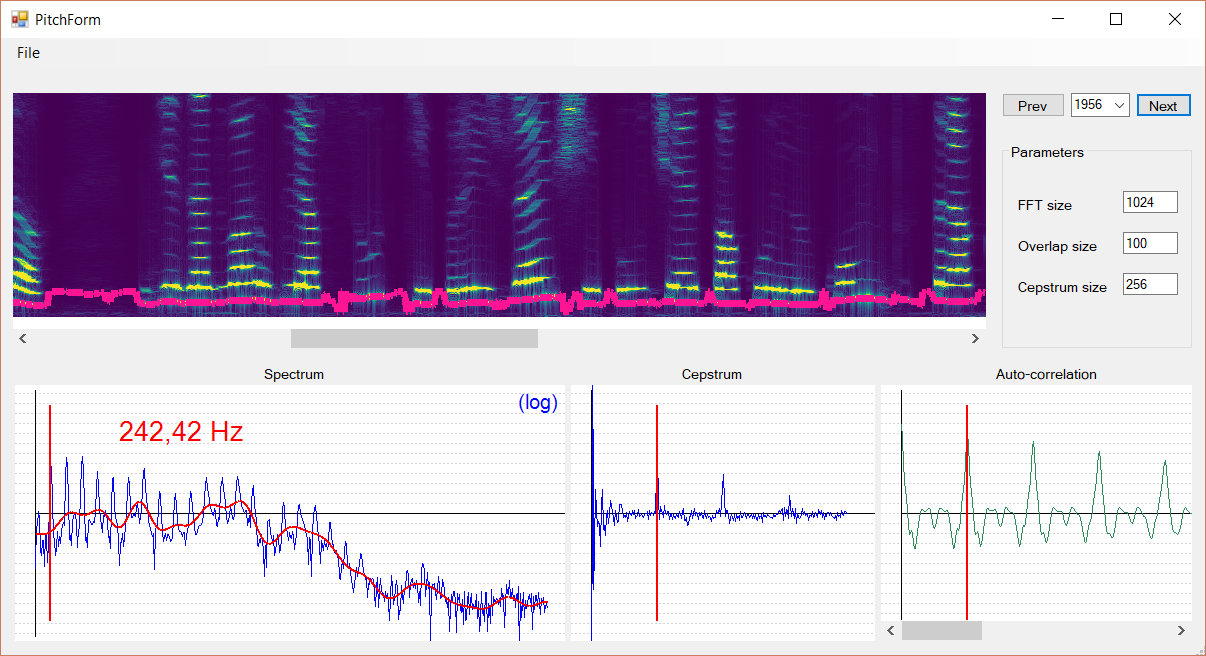 PitchForm
File
Prev 1956 Next
Parameters
FFT size 1024
Overlap size 100
Cepstrum size 256
Spectrum Cepstrum Auto-correlation
(log)
242,42 Hz